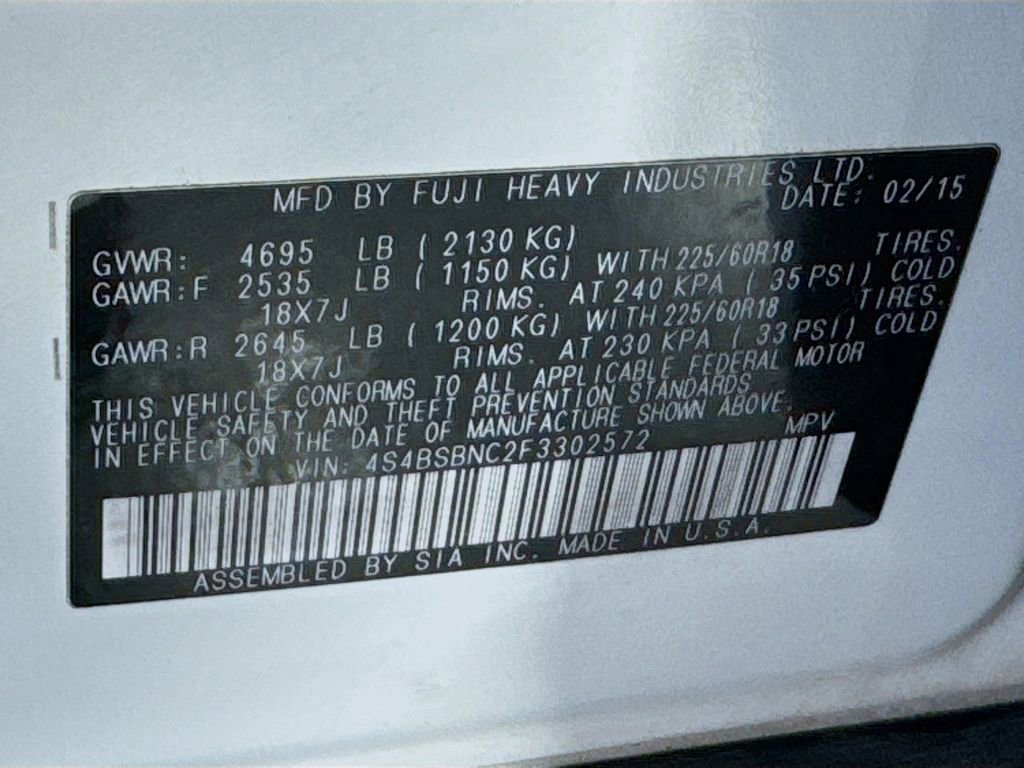 MFD BY FUJI HEAVY INDUSTRIES LTD.
DATE: 02/15
GVWR: 4695 LB ( 2130 KG)
GAWR:F 2535 LB ( 1150 KG) WITH 225/60R18 TIRES.
18X7J RIMS. AT 240 KPA ( 35 PSI) COLD
GAWR:R 2645 LB ( 1200 KG) WITH 225/60R18 TIRES.
18X7J RIMS. AT 230 KPA ( 33 PSI) COLD
THIS VEHICLE CONFORMS TO ALL APPLICABLE FEDERAL MOTOR
VEHICLE SAFETY AND THEFT PREVENTION STANDARDS
IN EFFECT ON THE DATE OF MANUFACTURE SHOWN ABOVE.
VIN: 4S4BSBNC2F3302572 MPV
ASSEMBLED BY SIA INC. MADE IN U.S.A.